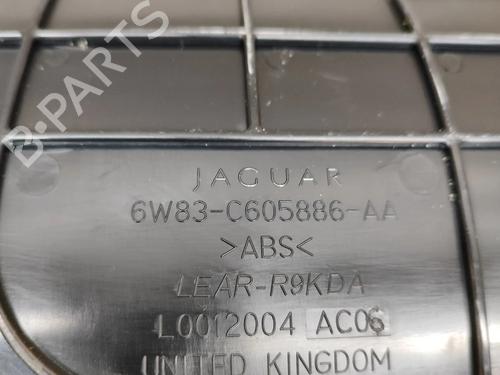 B-PARTS
JAGUAR
6W83-C605886-AA
>ABS<
LEAR-R9KDA
L0012004 AC06
UNITED KINGDOM